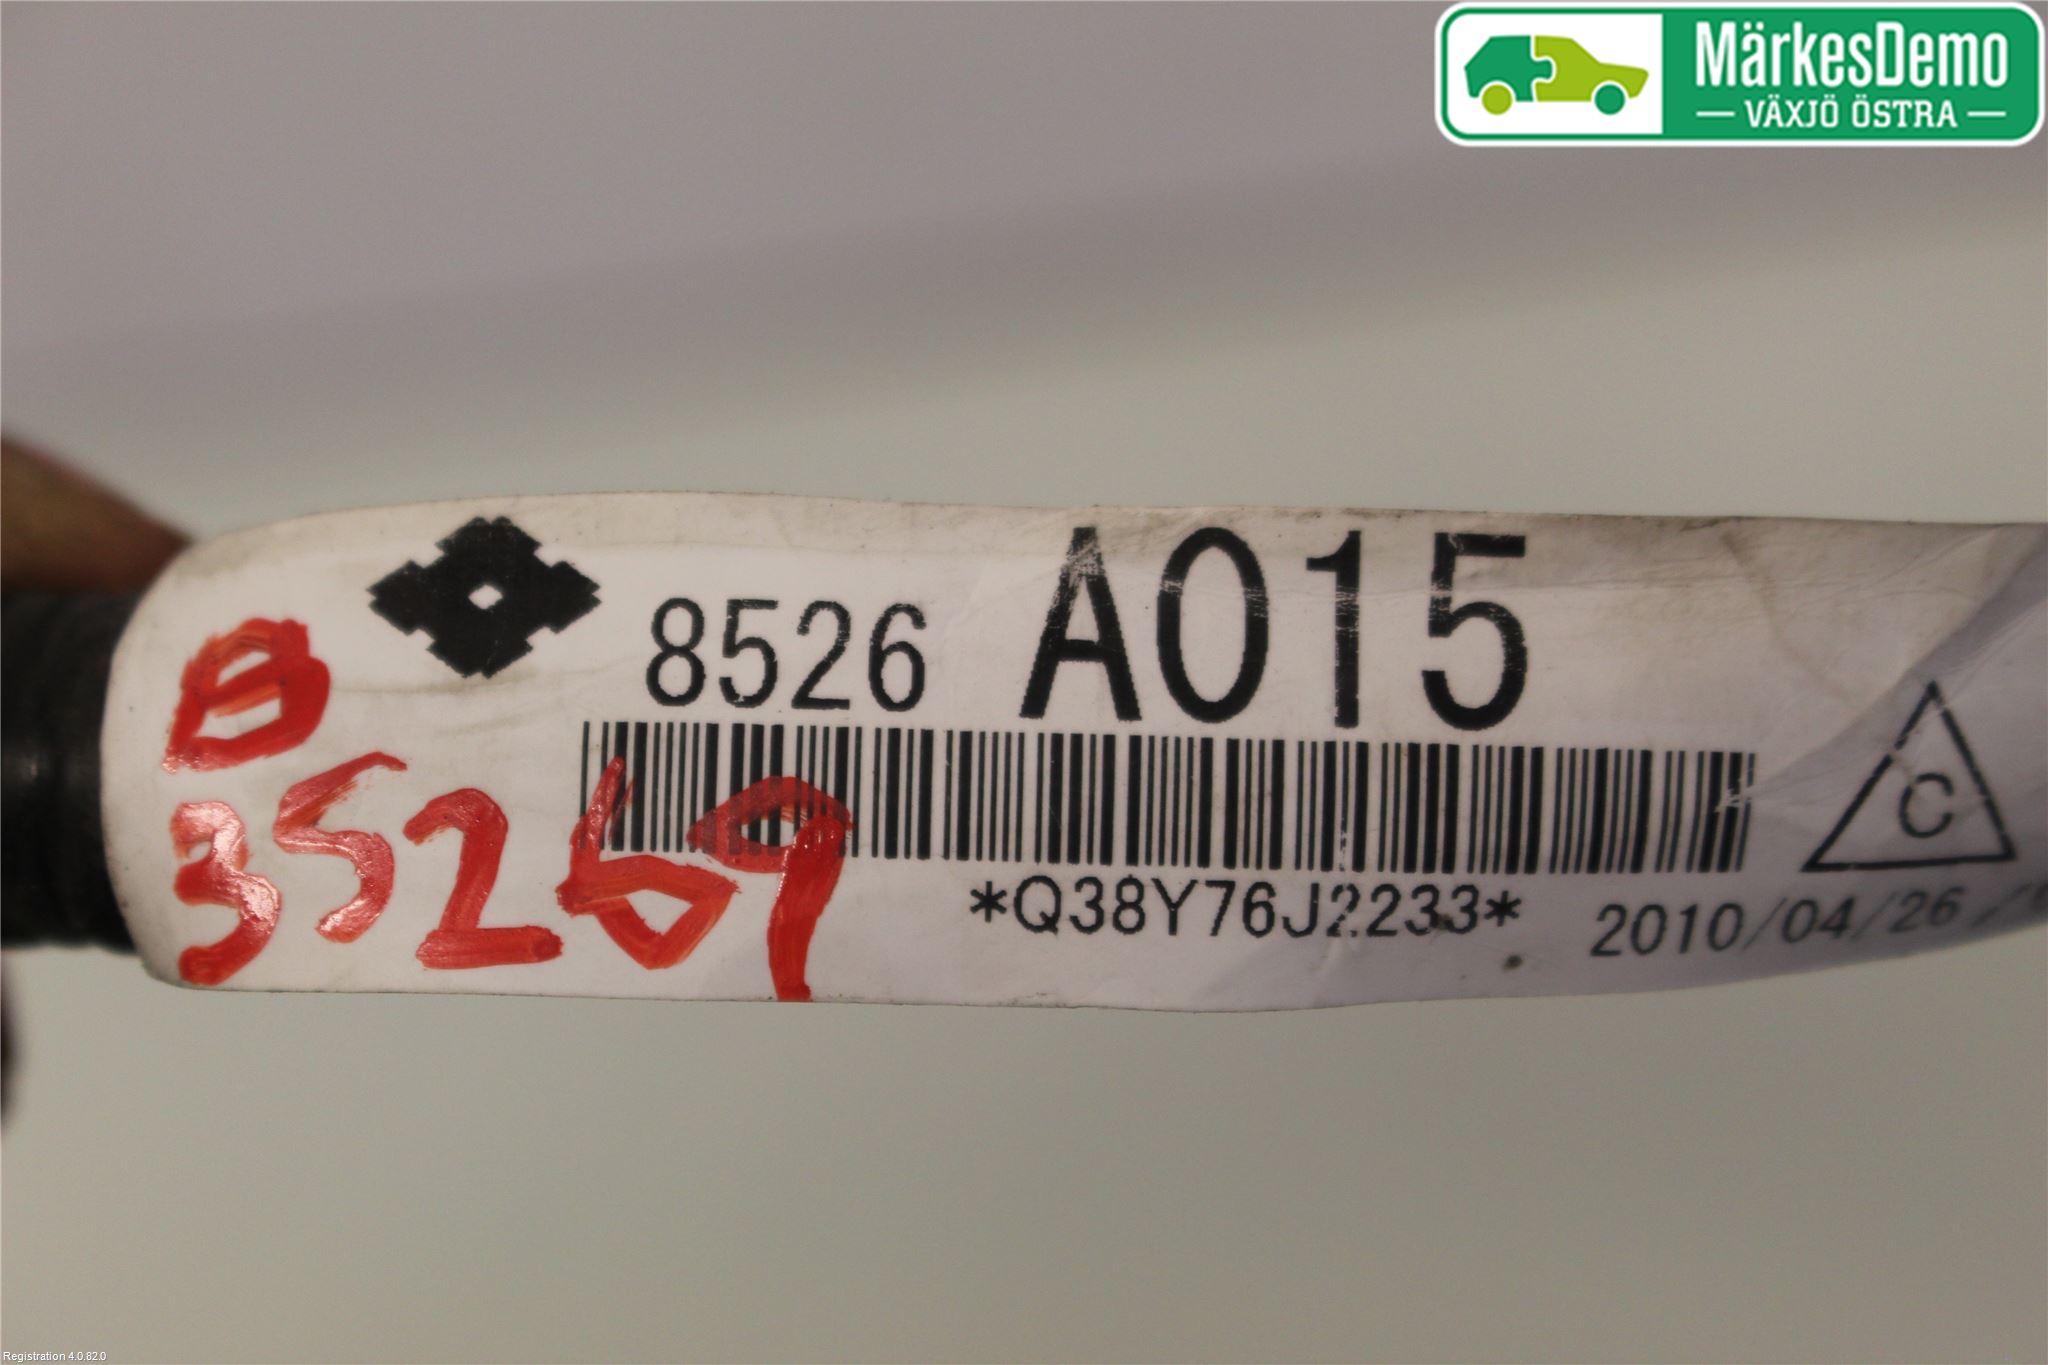 MärkesDemo
VÄXJÖ ÖSTRA
8526 A015
B
35269
C
*Q38Y76J2233*
2010/04/26
Registration 4.0.82.0